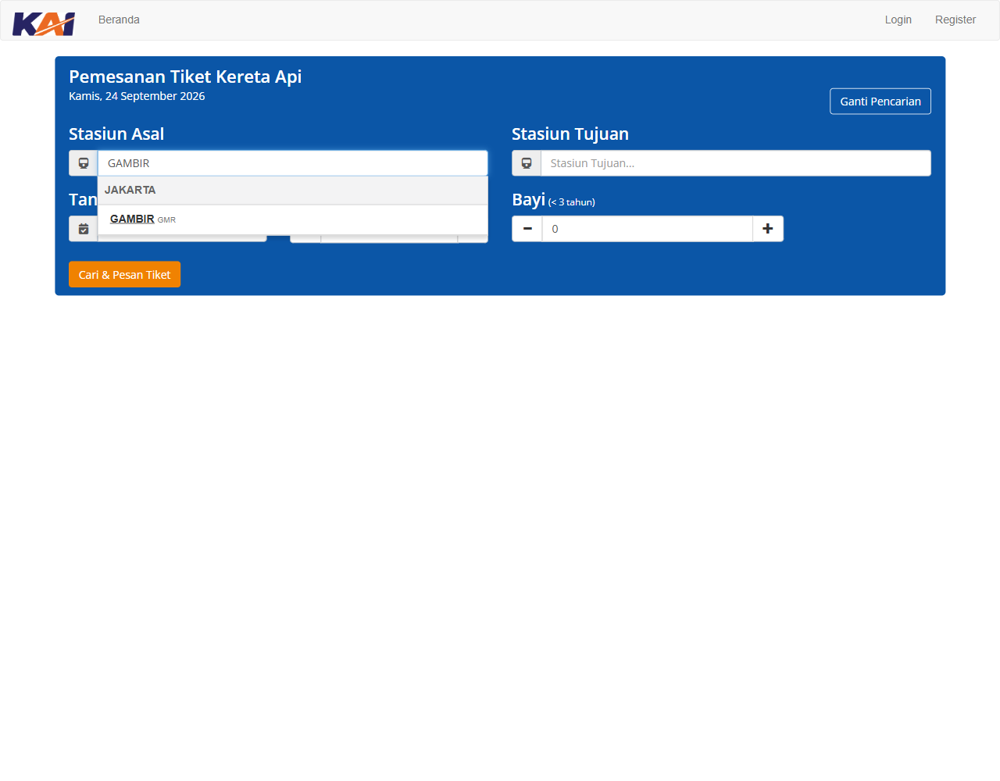 KAI Beranda Login Register
Pemesanan Tiket Kereta Api
Kamis, 24 September 2026
Ganti Pencarian
Stasiun Asal
GAMBIR
JAKARTA
GAMBIR GMR
Tan
Stasiun Tujuan
Stasiun Tujuan...
Bayi (< 3 tahun)
0
Cari & Pesan Tiket